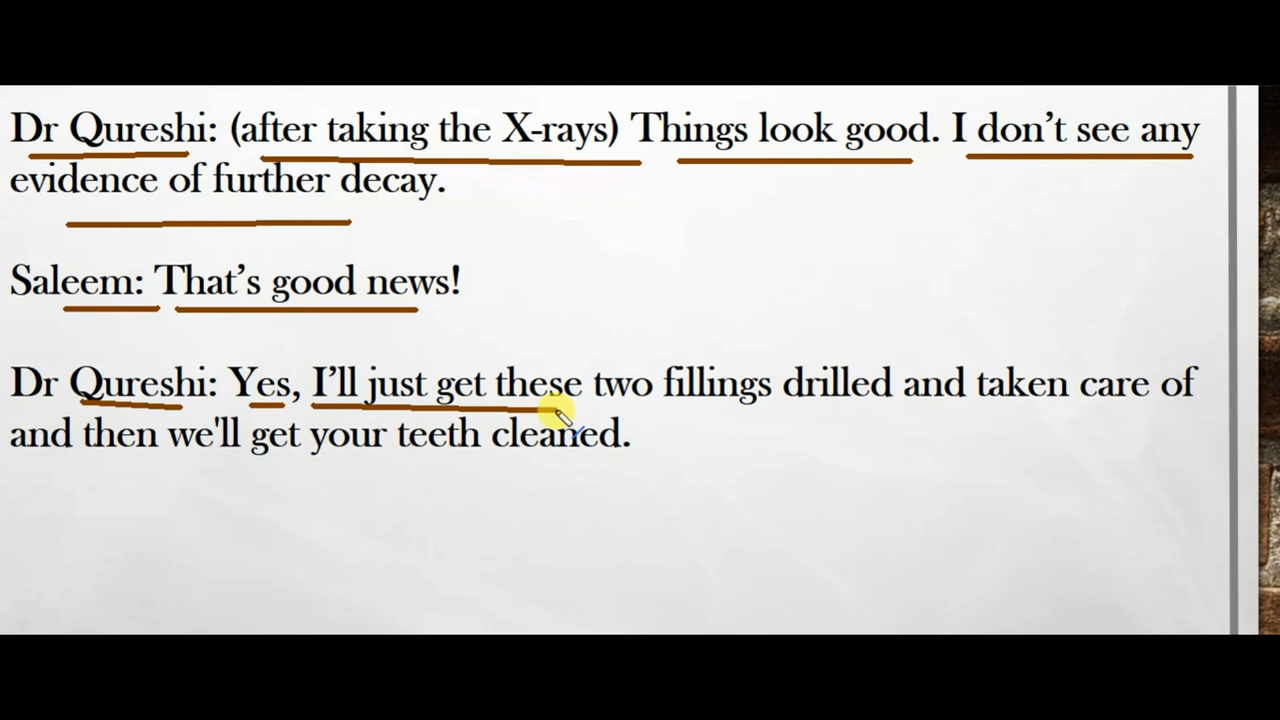 Dr Qureshi: (after taking the X-rays) Things look good. I don’t see any
evidence of further decay.
Saleem: That’s good news!
Dr Qureshi: Yes, I’ll just get these two fillings drilled and taken care of
and then we'll get your teeth cleaned.